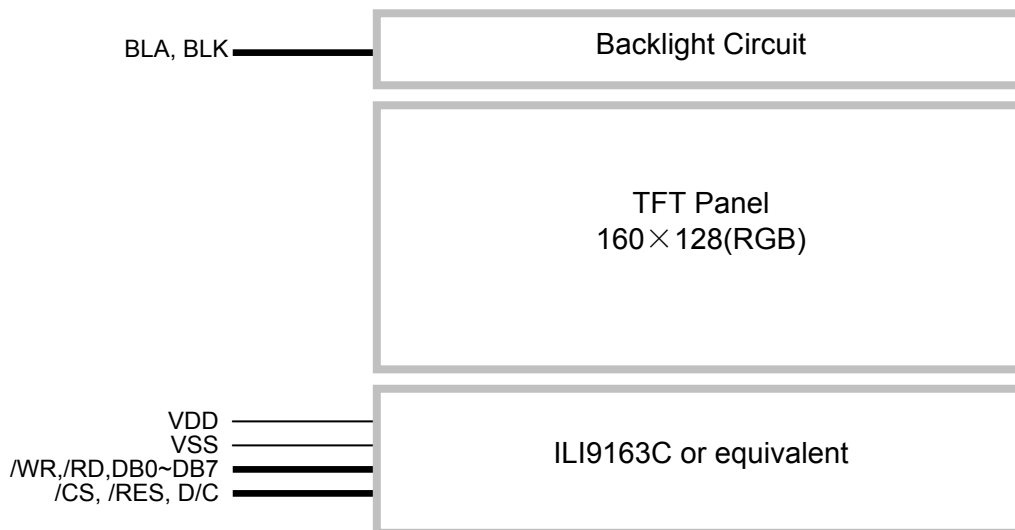 BLA, BLK
Backlight Circuit
TFT Panel
160×128(RGB)
VDD
VSS
/WR,/RD,DB0~DB7
/CS, /RES, D/C
ILI9163C or equivalent